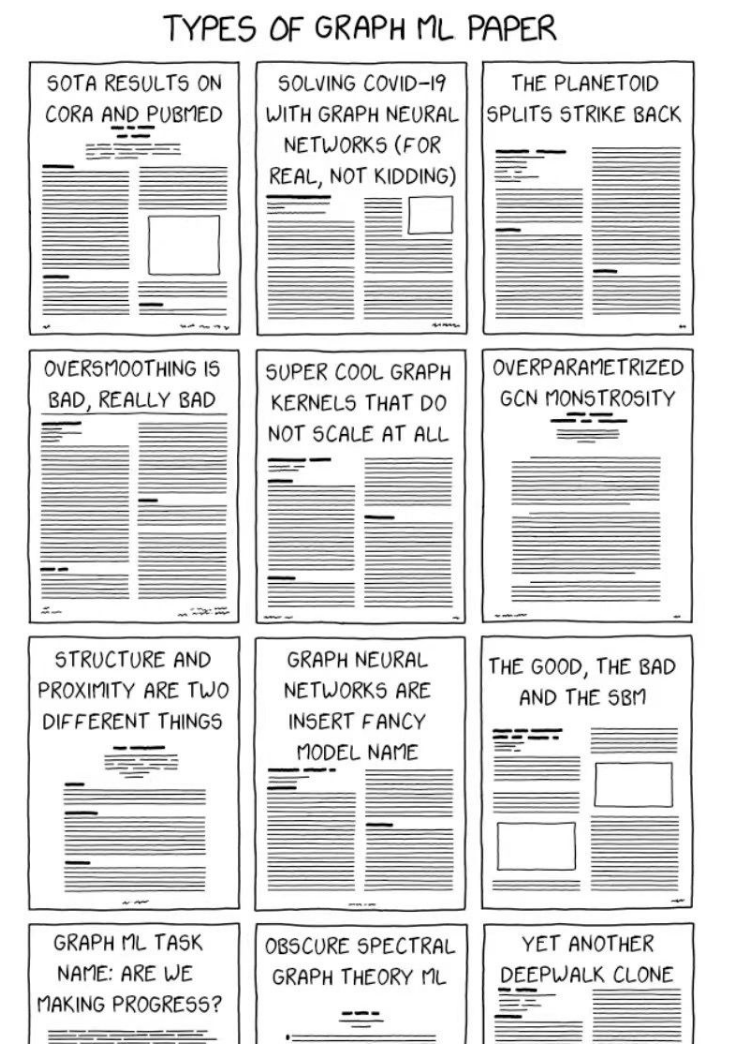 TYPES OF GRAPH ML PAPER
SOTA RESULTS ON
CORA AND PUBMED
SOLVING COVID-19
WITH GRAPH NEURAL
NETWORKS (FOR
REAL, NOT KIDDING)
THE PLANETOID
SPLITS STRIKE BACK
OVERSMOOTHING IS
BAD, REALLY BAD
SUPER COOL GRAPH
KERNELS THAT DO
NOT SCALE AT ALL
OVERPARAMETRIZED
GCN MONSTROSITY
STRUCTURE AND
PROXIMITY ARE TWO
DIFFERENT THINGS
GRAPH NEURAL
NETWORKS ARE
INSERT FANCY
MODEL NAME
THE GOOD, THE BAD
AND THE SBM
GRAPH ML TASK
NAME: ARE WE
MAKING PROGRESS?
OBSCURE SPECTRAL
GRAPH THEORY ML
YET ANOTHER
DEEPWALK CLONE